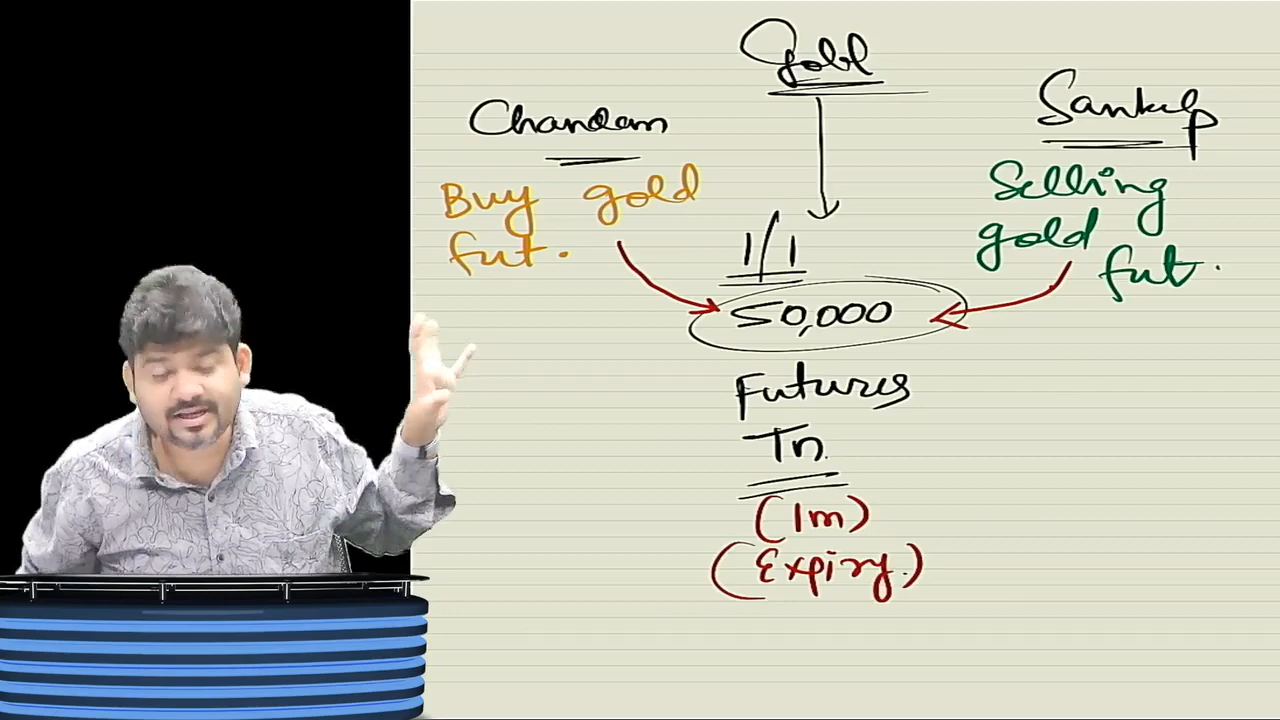 Gold
Chandan
Buy gold
fut.
Sankalp
Selling
gold
fut.
1/1
50,000
Futures
Tn.
(1m)
(Expiry.)